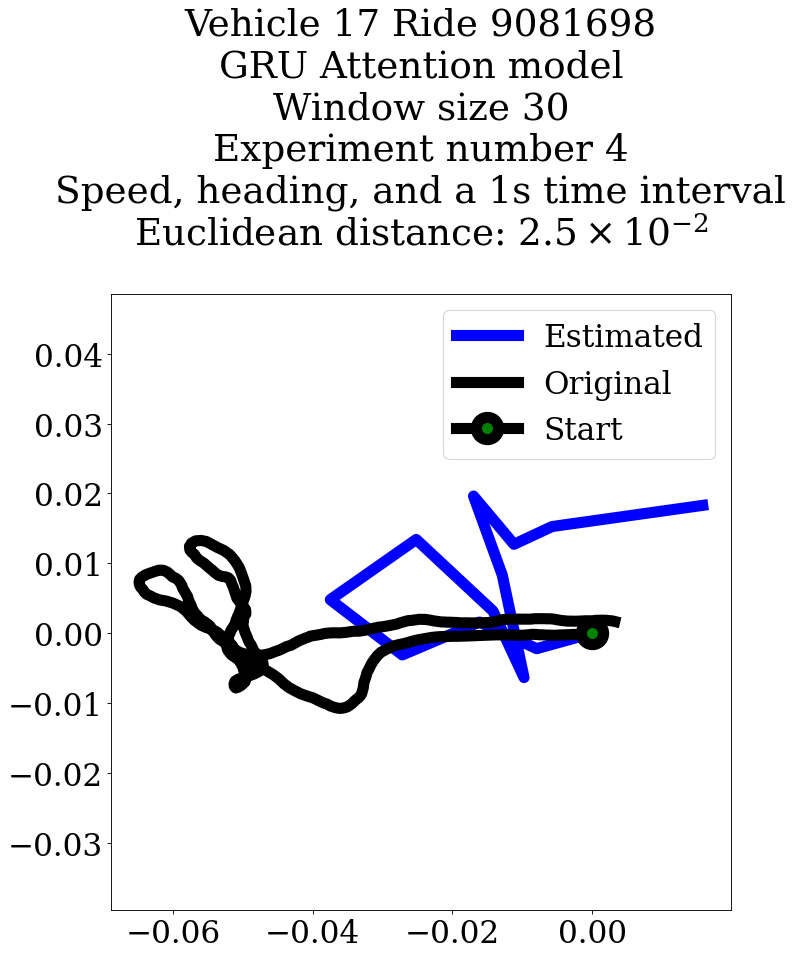 Vehicle 17 Ride 9081698
GRU Attention model
Window size 30
Experiment number 4
Speed, heading, and a 1s time interval
Euclidean distance: 2.5 × 10⁻²
Estimated
Original
Start
0.04
0.03
0.02
0.01
0.00
−0.01
−0.02
−0.03
−0.06
−0.04
−0.02
0.00